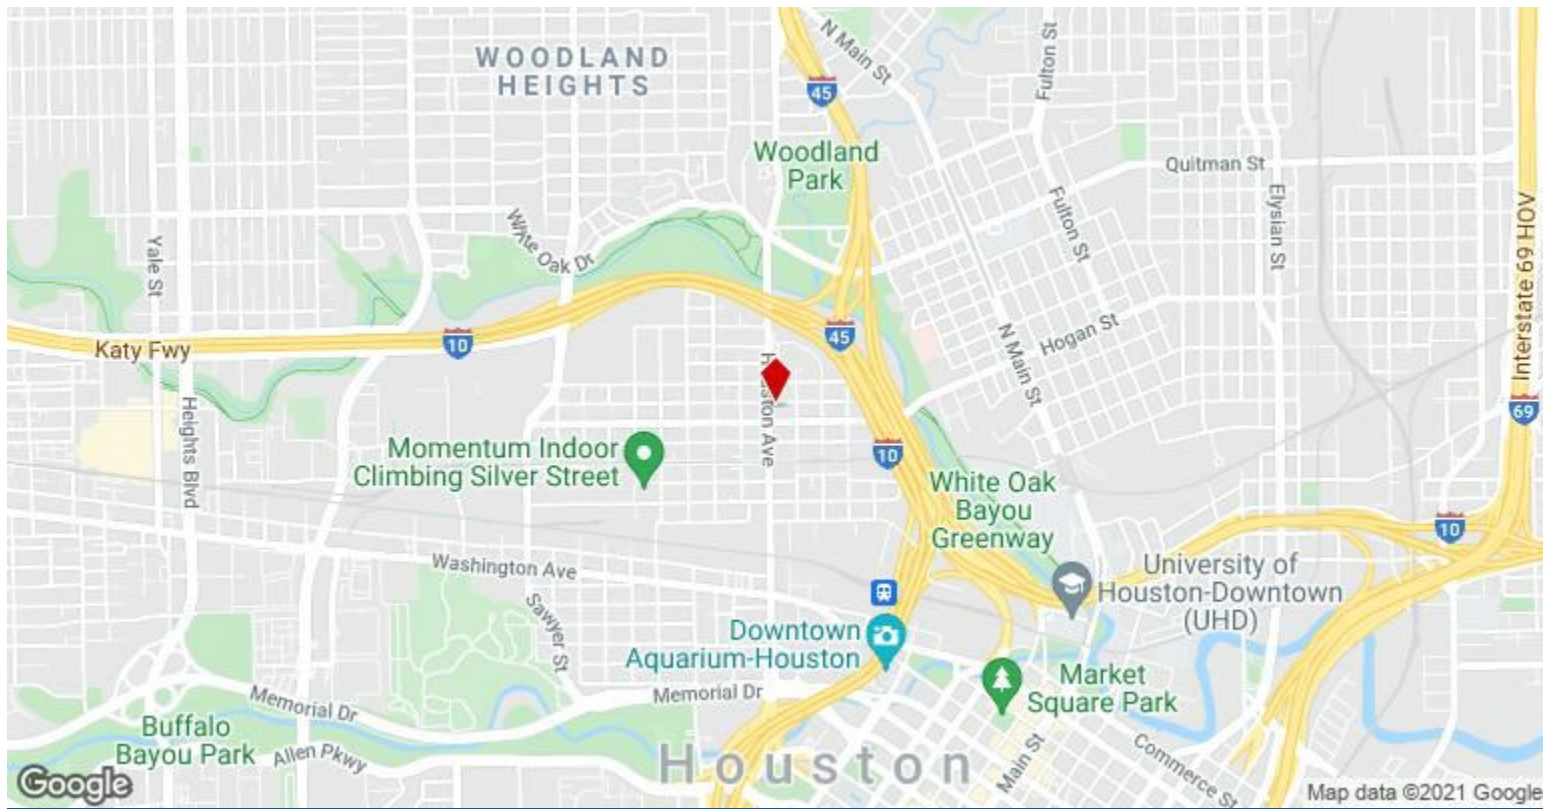 N Main St
Fulton St
WOODLAND
HEIGHTS
45
Woodland
Park
Quitman St
Fulton St
Elysian St
Interstate 69 HOV
White Oak Dr
Yale St
45
10
Katy Fwy
Hogan St
N Main St
69
Houston Ave
Heights Blvd
Momentum Indoor
Climbing Silver Street
10
White Oak
Bayou
Greenway
10
Washington Ave
University of
Houston-Downtown
(UHD)
Sawyer St
Downtown
Aquarium-Houston
Market
Square Park
Memorial Dr
Memorial Dr
Buffalo
Bayou Park
Allen Pkwy
Houston
Main St
Commerce St
Google
Map data ©2021 Google